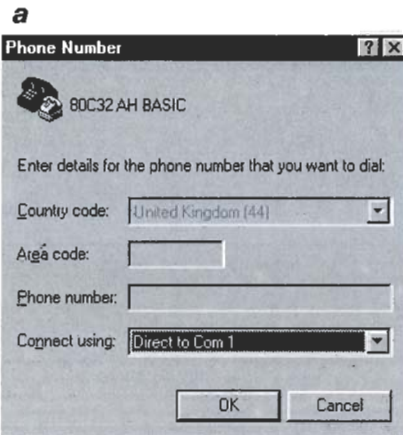 a
Phone Number
80C32 AH BASIC
Enter details for the phone number that you want to dial:
Country code: United Kingdom (44)
Area code:
Phone number:
Connect using: Direct to Com 1
OK Cancel